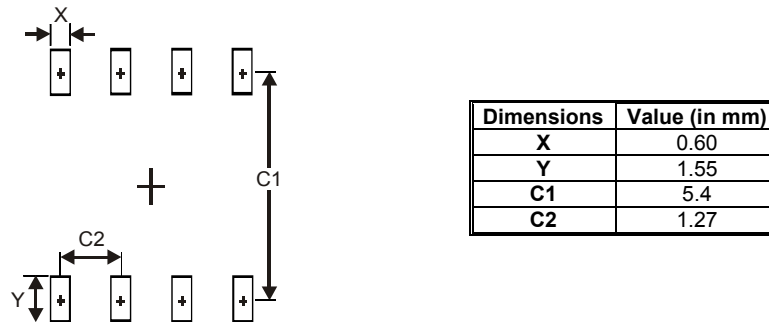 X
C1
C2
Y
Dimensions Value (in mm)
X 0.60
Y 1.55
C1 5.4
C2 1.27